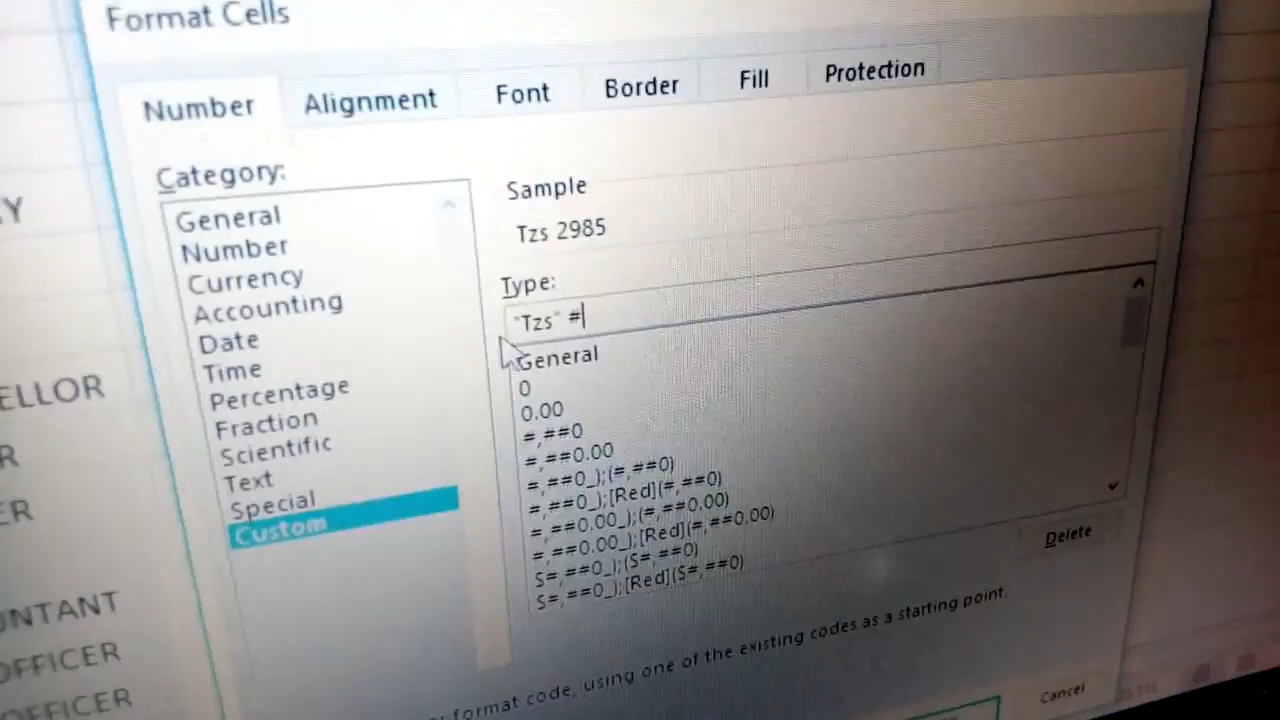 Format Cells
Number Alignment Font Border Fill Protection
Category:
General
Number
Currency
Accounting
Date
Time
Percentage
Fraction
Scientific
Text
Special
Custom
Sample
Tzs 2985
Type:
"Tzs" #
General
0
0.00
#,##0
#,##0.00
#,##0_);(#,##0)
#,##0_);[Red](#,##0)
#,##0.00_);(#,##0.00)
#,##0.00_);[Red](#,##0.00)
$#,##0_);($#,##0)
$#,##0_);[Red]($#,##0)
Delete
format code, using one of the existing codes as a starting point.
Cancel
Y
ELLOR
R
ER
UNTANT
OFFICER
OFFICER